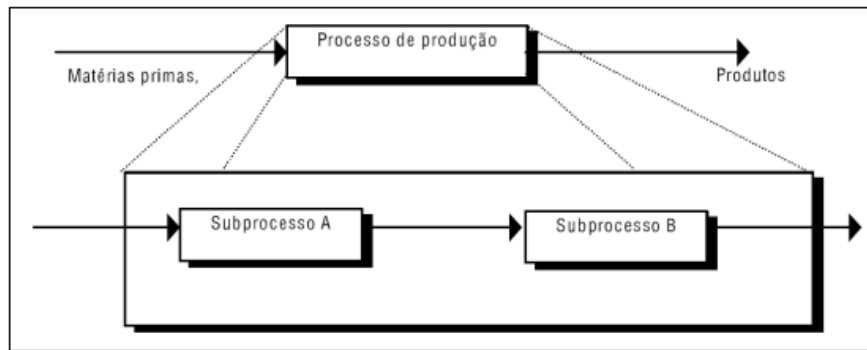 Processo de produção
Matérias primas,
Produtos
Subprocesso A
Subprocesso B